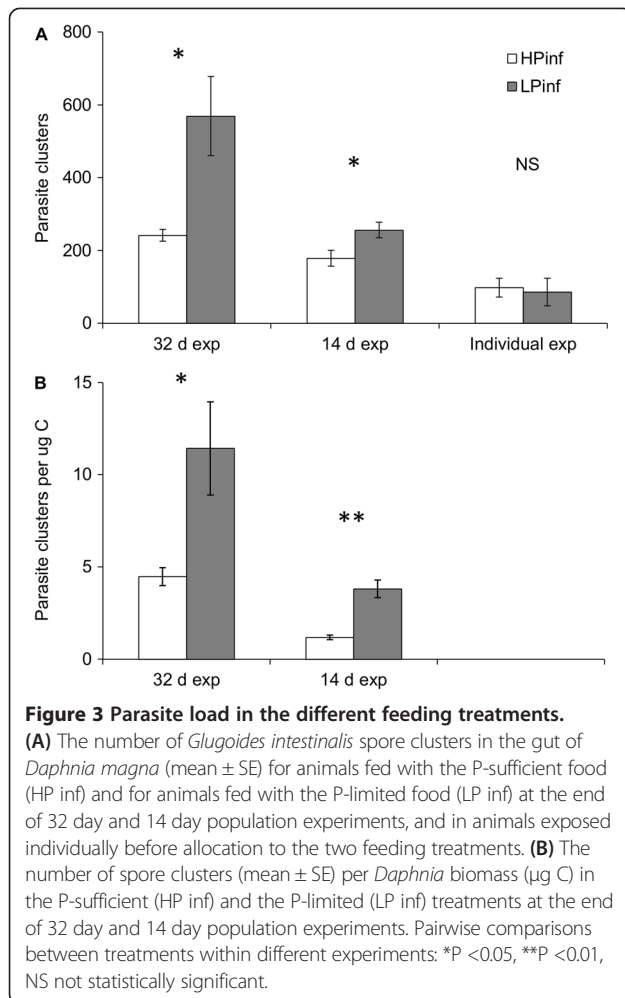 A
800
600
400
200
0
Parasite clusters
*
*
NS
HPinf
LPinf
32 d exp
14 d exp
Individual exp
B
15
10
5
0
Parasite clusters per ug C
*
**
32 d exp
14 d exp
Figure 3 Parasite load in the different feeding treatments.
(A) The number of Glugoides intestinalis spore clusters in the gut of
Daphnia magna (mean ± SE) for animals fed with the P-sufficient food
(HP inf) and for animals fed with the P-limited food (LP inf) at the end
of 32 day and 14 day population experiments, and in animals exposed
individually before allocation to the two feeding treatments. (B) The
number of spore clusters (mean ± SE) per Daphnia biomass (μg C) in
the P-sufficient (HP inf) and the P-limited (LP inf) treatments at the end
of 32 day and 14 day population experiments. Pairwise comparisons
between treatments within different experiments: *P <0.05, **P <0.01,
NS not statistically significant.